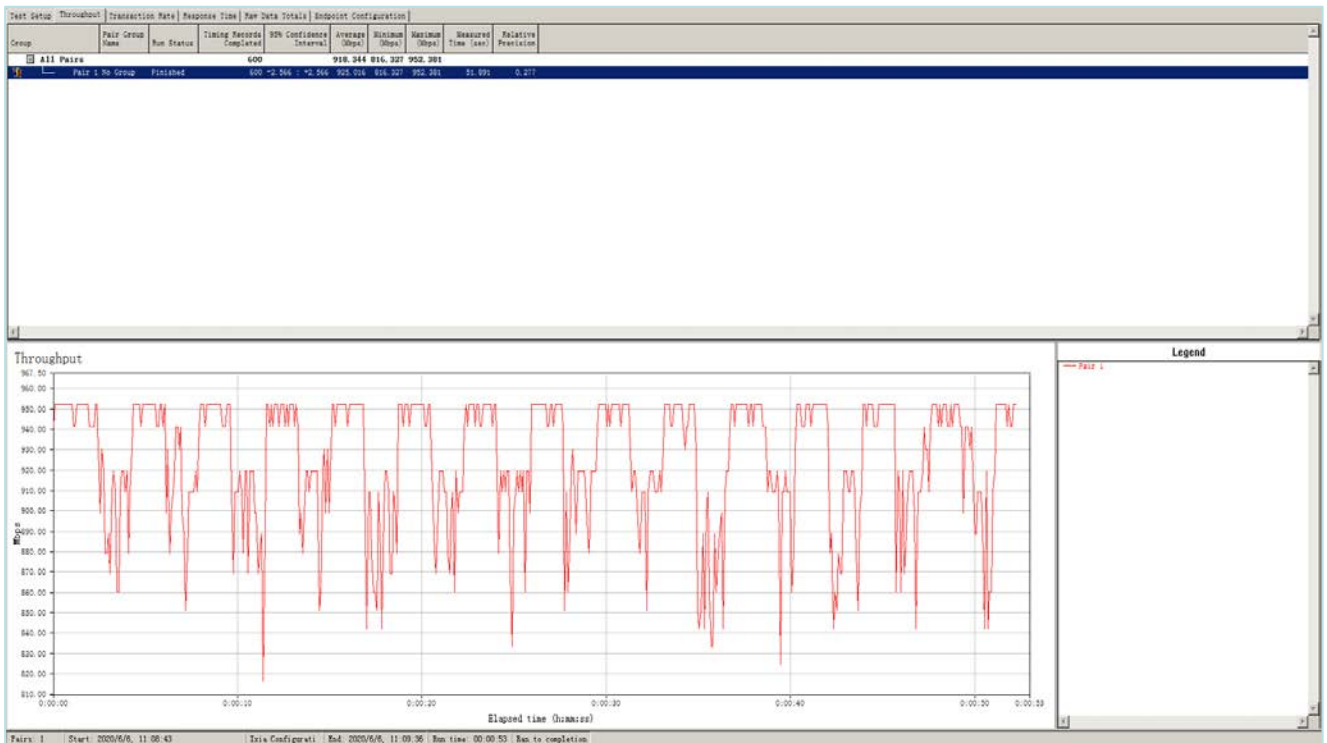 Test Setup Throughput Transaction Rate Response Time Raw Data Totals Endpoint Configuration
Group Pair Group Name Run Status Timing Records Completed 95% Confidence Interval Average (Mbps) Minimum (Mbps) Maximum (Mbps) Measured Time (sec) Relative Precision
All Pairs 600 918.344 816.327 952.381
Pair 1 No Group Finished 600 -2.566 : +2.566 925.016 816.327 952.381 51.891 0.277
Throughput
967.50
960.00
950.00
940.00
930.00
920.00
910.00
900.00
890.00
880.00
870.00
860.00
850.00
840.00
830.00
820.00
810.00
Mbps
0:00:00 0:00:10 0:00:20 0:00:30 0:00:40 0:00:50 0:00:53
Elapsed time (h:mm:ss)
Legend
Pair 1
Pairs: 1 Start: 2020/6/6, 11:08:43 Ixia Configurati End: 2020/6/6, 11:09:36 Run time: 00:00:53 Ran to completion